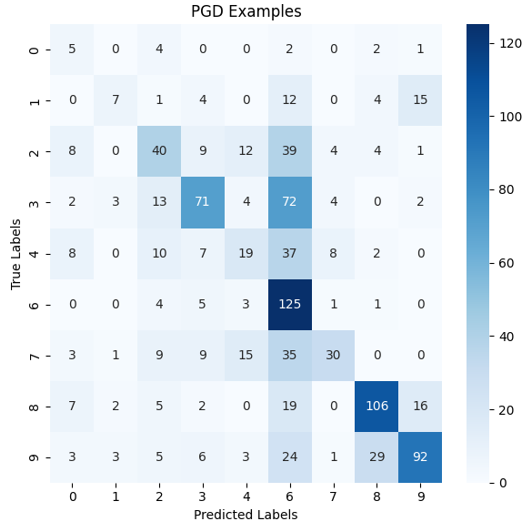 PGD Examples
0 5 0 4 0 0 2 0 2 1
1 0 7 1 4 0 12 0 4 15
2 8 0 40 9 12 39 4 4 1
3 2 3 13 71 4 72 4 0 2
4 8 0 10 7 19 37 8 2 0
6 0 0 4 5 3 125 1 1 0
7 3 1 9 9 15 35 30 0 0
8 7 2 5 2 0 19 0 106 16
9 3 3 5 6 3 24 1 29 92
0 1 2 3 4 6 7 8 9
True Labels
Predicted Labels
120
100
80
60
40
20
0